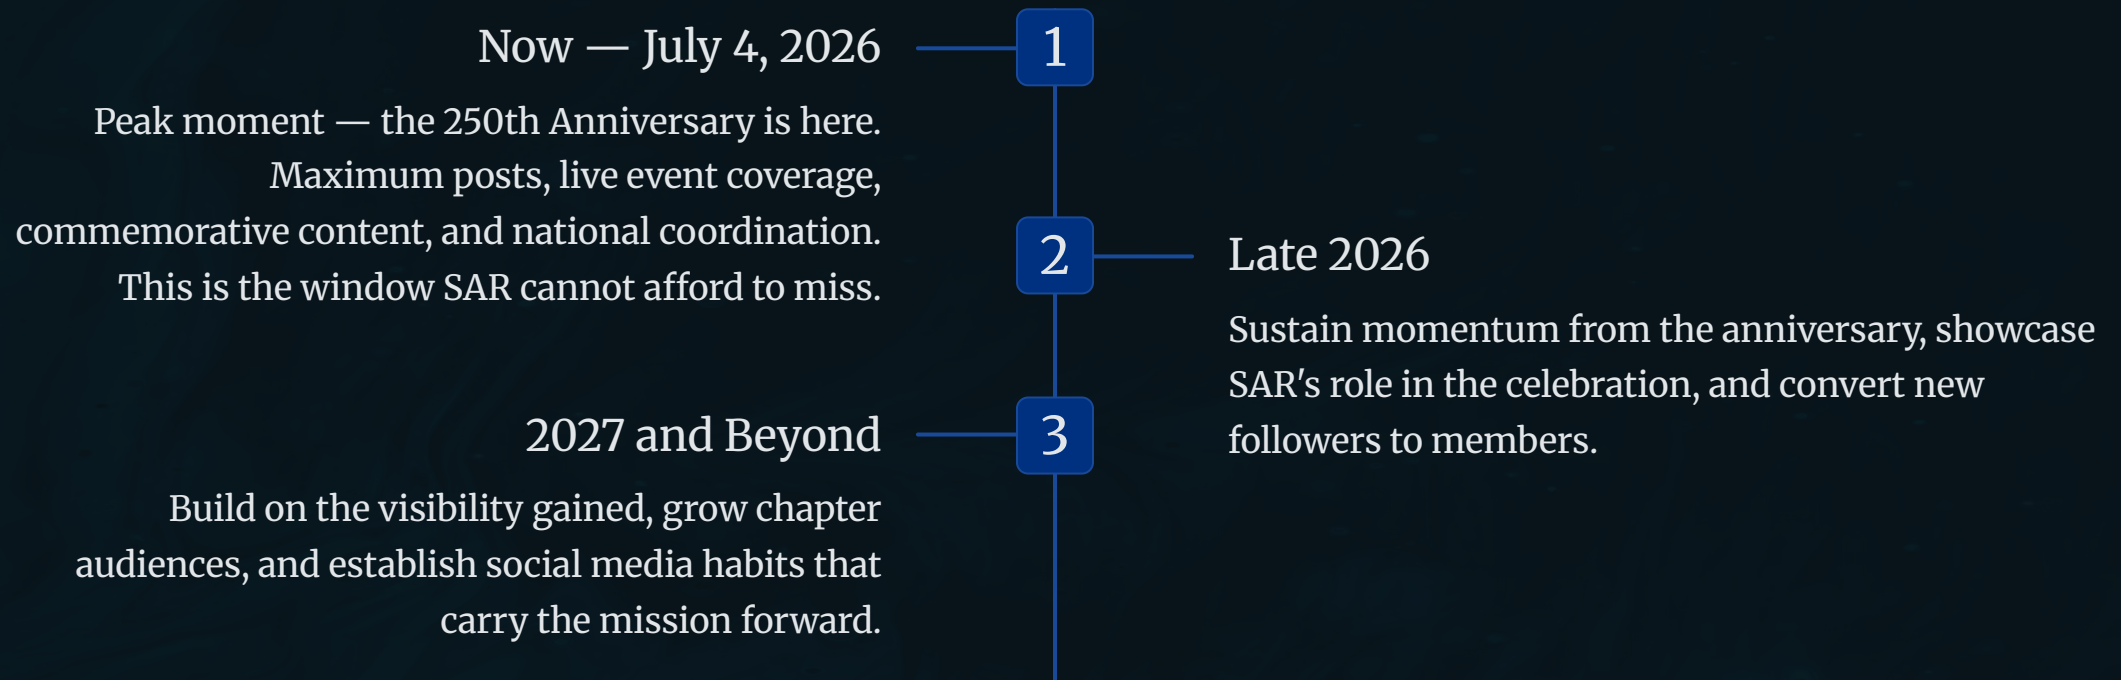 Now — July 4, 2026
1
Peak moment — the 250th Anniversary is here.
Maximum posts, live event coverage,
commemorative content, and national coordination.
This is the window SAR cannot afford to miss.
2
Late 2026
Sustain momentum from the anniversary, showcase
SAR's role in the celebration, and convert new
followers to members.
2027 and Beyond
3
Build on the visibility gained, grow chapter
audiences, and establish social media habits that
carry the mission forward.